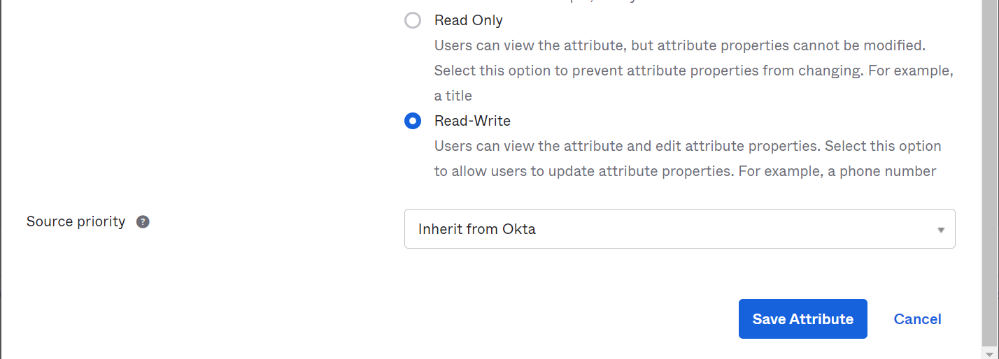 Read Only
Users can view the attribute, but attribute properties cannot be modified.
Select this option to prevent attribute properties from changing. For example,
a title
Read-Write
Users can view the attribute and edit attribute properties. Select this option
to allow users to update attribute properties. For example, a phone number
Source priority ?
Inherit from Okta
Save Attribute Cancel